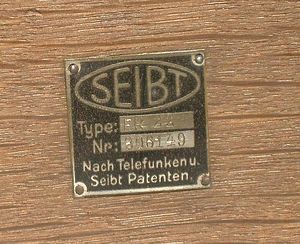 SEIBT
Type:
Nr:
Nach Telefunken u.
Seibt Patenten.